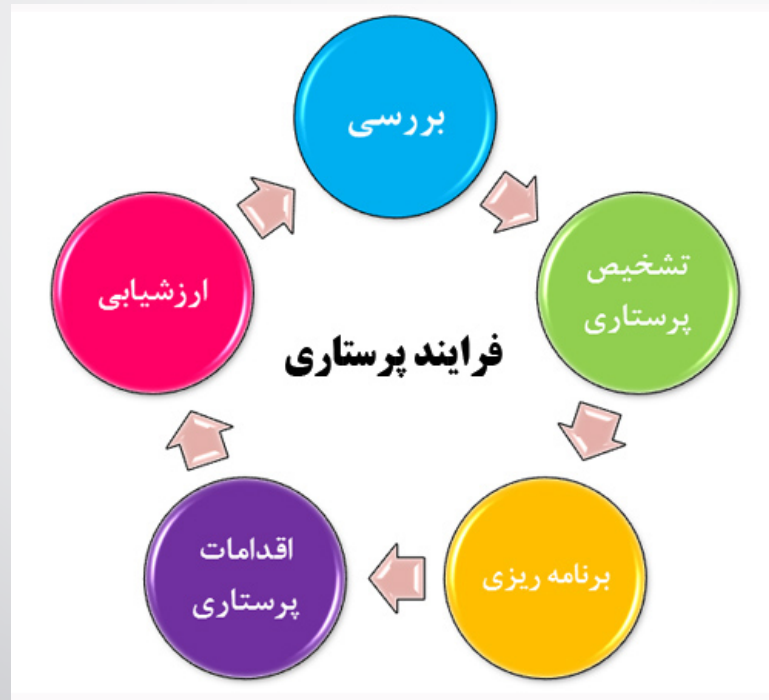 بررسی
تشخیص
پرستاری
برنامه ریزی
اقدامات
پرستاری
ارزشیابی
فرایند پرستاری